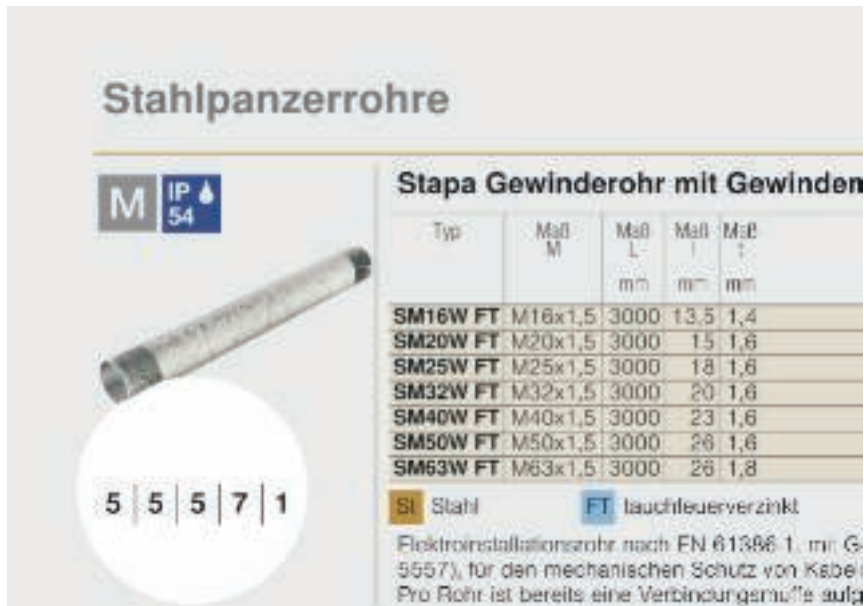 Stahlpanzerrohre
M IP 54
Stapa Gewinderohr mit Gewinden
Typ Maß M Maß L mm Maß l mm Maß t mm
SM16W FT M16x1,5 3000 13,5 1,4
SM20W FT M20x1,5 3000 15 1,6
SM25W FT M25x1,5 3000 18 1,6
SM32W FT M32x1,5 3000 20 1,6
SM40W FT M40x1,5 3000 23 1,6
SM50W FT M50x1,5 3000 26 1,6
SM63W FT M63x1,5 3000 26 1,8
5 | 5 | 5 | 7 | 1
St Stahl FT tauchfeuerverzinkt
Elektroinstallationsrohr nach EN 61386-1, mit G-
5557), für den mechanischen Schutz von Kabel
Pro Rohr ist bereits eine Verbindungsmuffe aufg